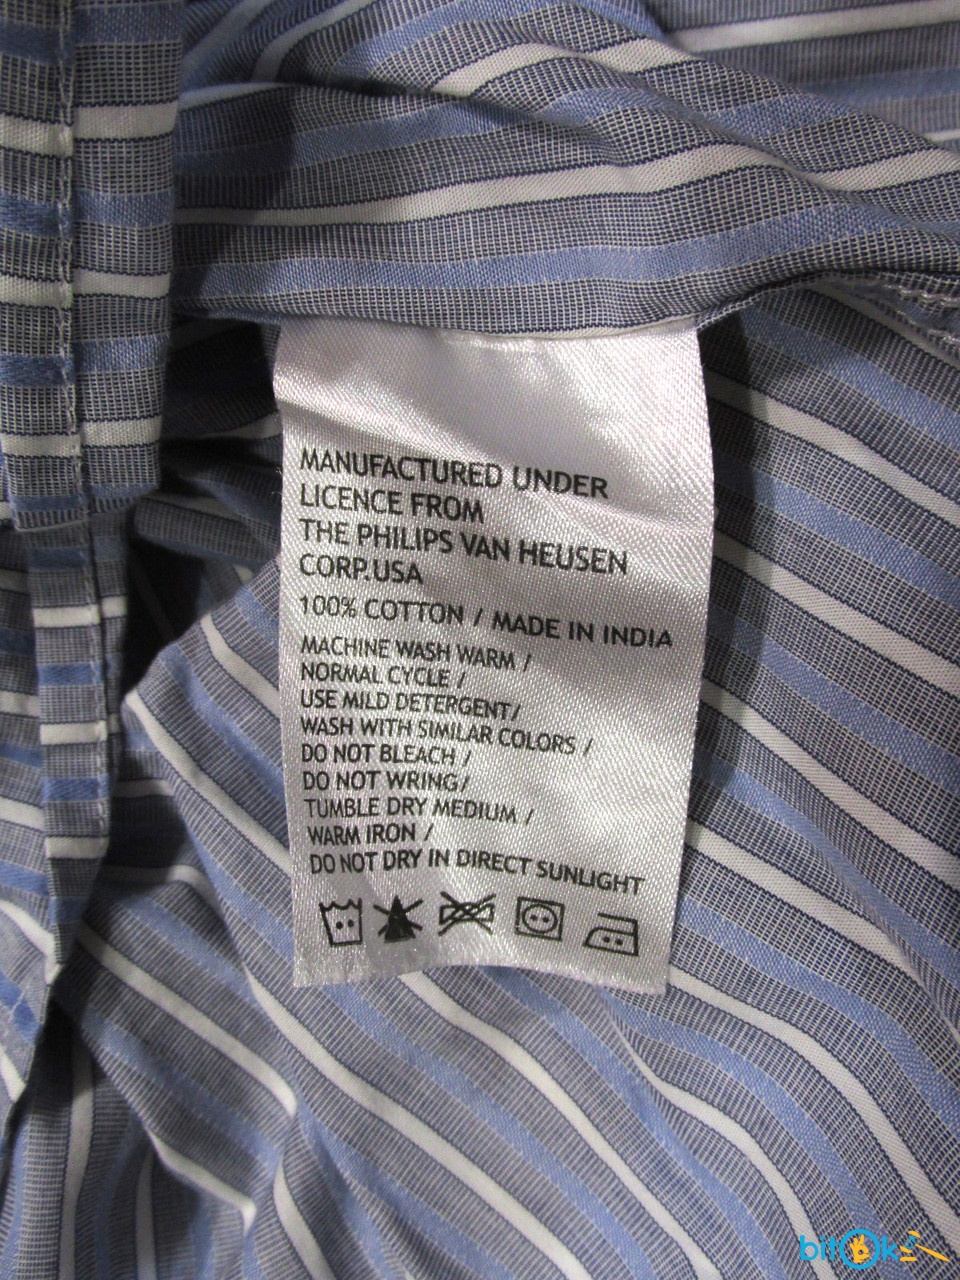 MANUFACTURED UNDER
LICENCE FROM
THE PHILIPS VAN HEUSEN
CORP.USA
100% COTTON / MADE IN INDIA
MACHINE WASH WARM /
NORMAL CYCLE /
USE MILD DETERGENT/
WASH WITH SIMILAR COLORS /
DO NOT BLEACH /
DO NOT WRING/
TUMBLE DRY MEDIUM /
WARM IRON /
DO NOT DRY IN DIRECT SUNLIGHT
bitOk